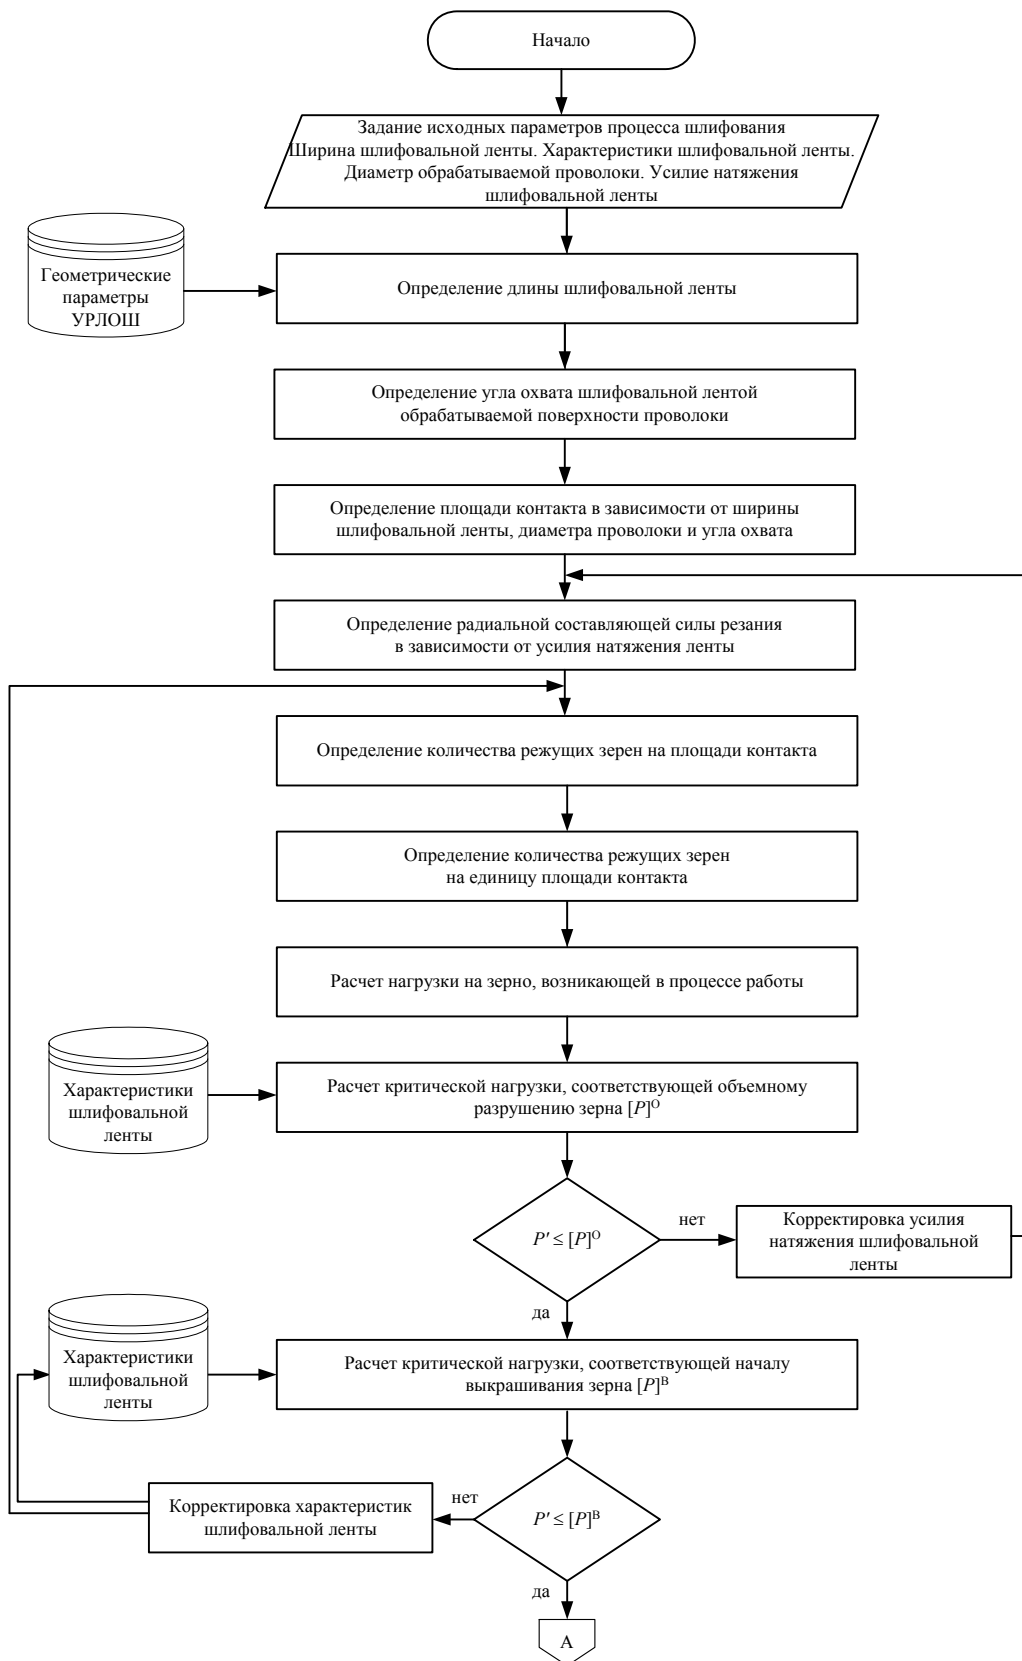 Начало
Задание исходных параметров процесса шлифования
Ширина шлифовальной ленты. Характеристики шлифовальной ленты.
Диаметр обрабатываемой проволоки. Усилие натяжения
шлифовальной ленты
Геометрические
параметры
УРЛОШ
Определение длины шлифовальной ленты
Определение угла охвата шлифовальной лентой
обрабатываемой поверхности проволоки
Определение площади контакта в зависимости от ширины
шлифовальной ленты, диаметра проволоки и угла охвата
Определение радиальной составляющей силы резания
в зависимости от усилия натяжения ленты
Определение количества режущих зерен на площади контакта
Определение количества режущих зерен
на единицу площади контакта
Расчет нагрузки на зерно, возникающей в процессе работы
Характеристики
шлифовальной
ленты
Расчет критической нагрузки, соответствующей объемному
разрушению зерна [P]ᴼ
P′ ≤ [P]ᴼ
нет
Корректировка усилия
натяжения шлифовальной
ленты
да
Характеристики
шлифовальной
ленты
Расчет критической нагрузки, соответствующей началу
выкрашивания зерна [P]ᴮ
P′ ≤ [P]ᴮ
нет
Корректировка характеристик
шлифовальной ленты
да
А